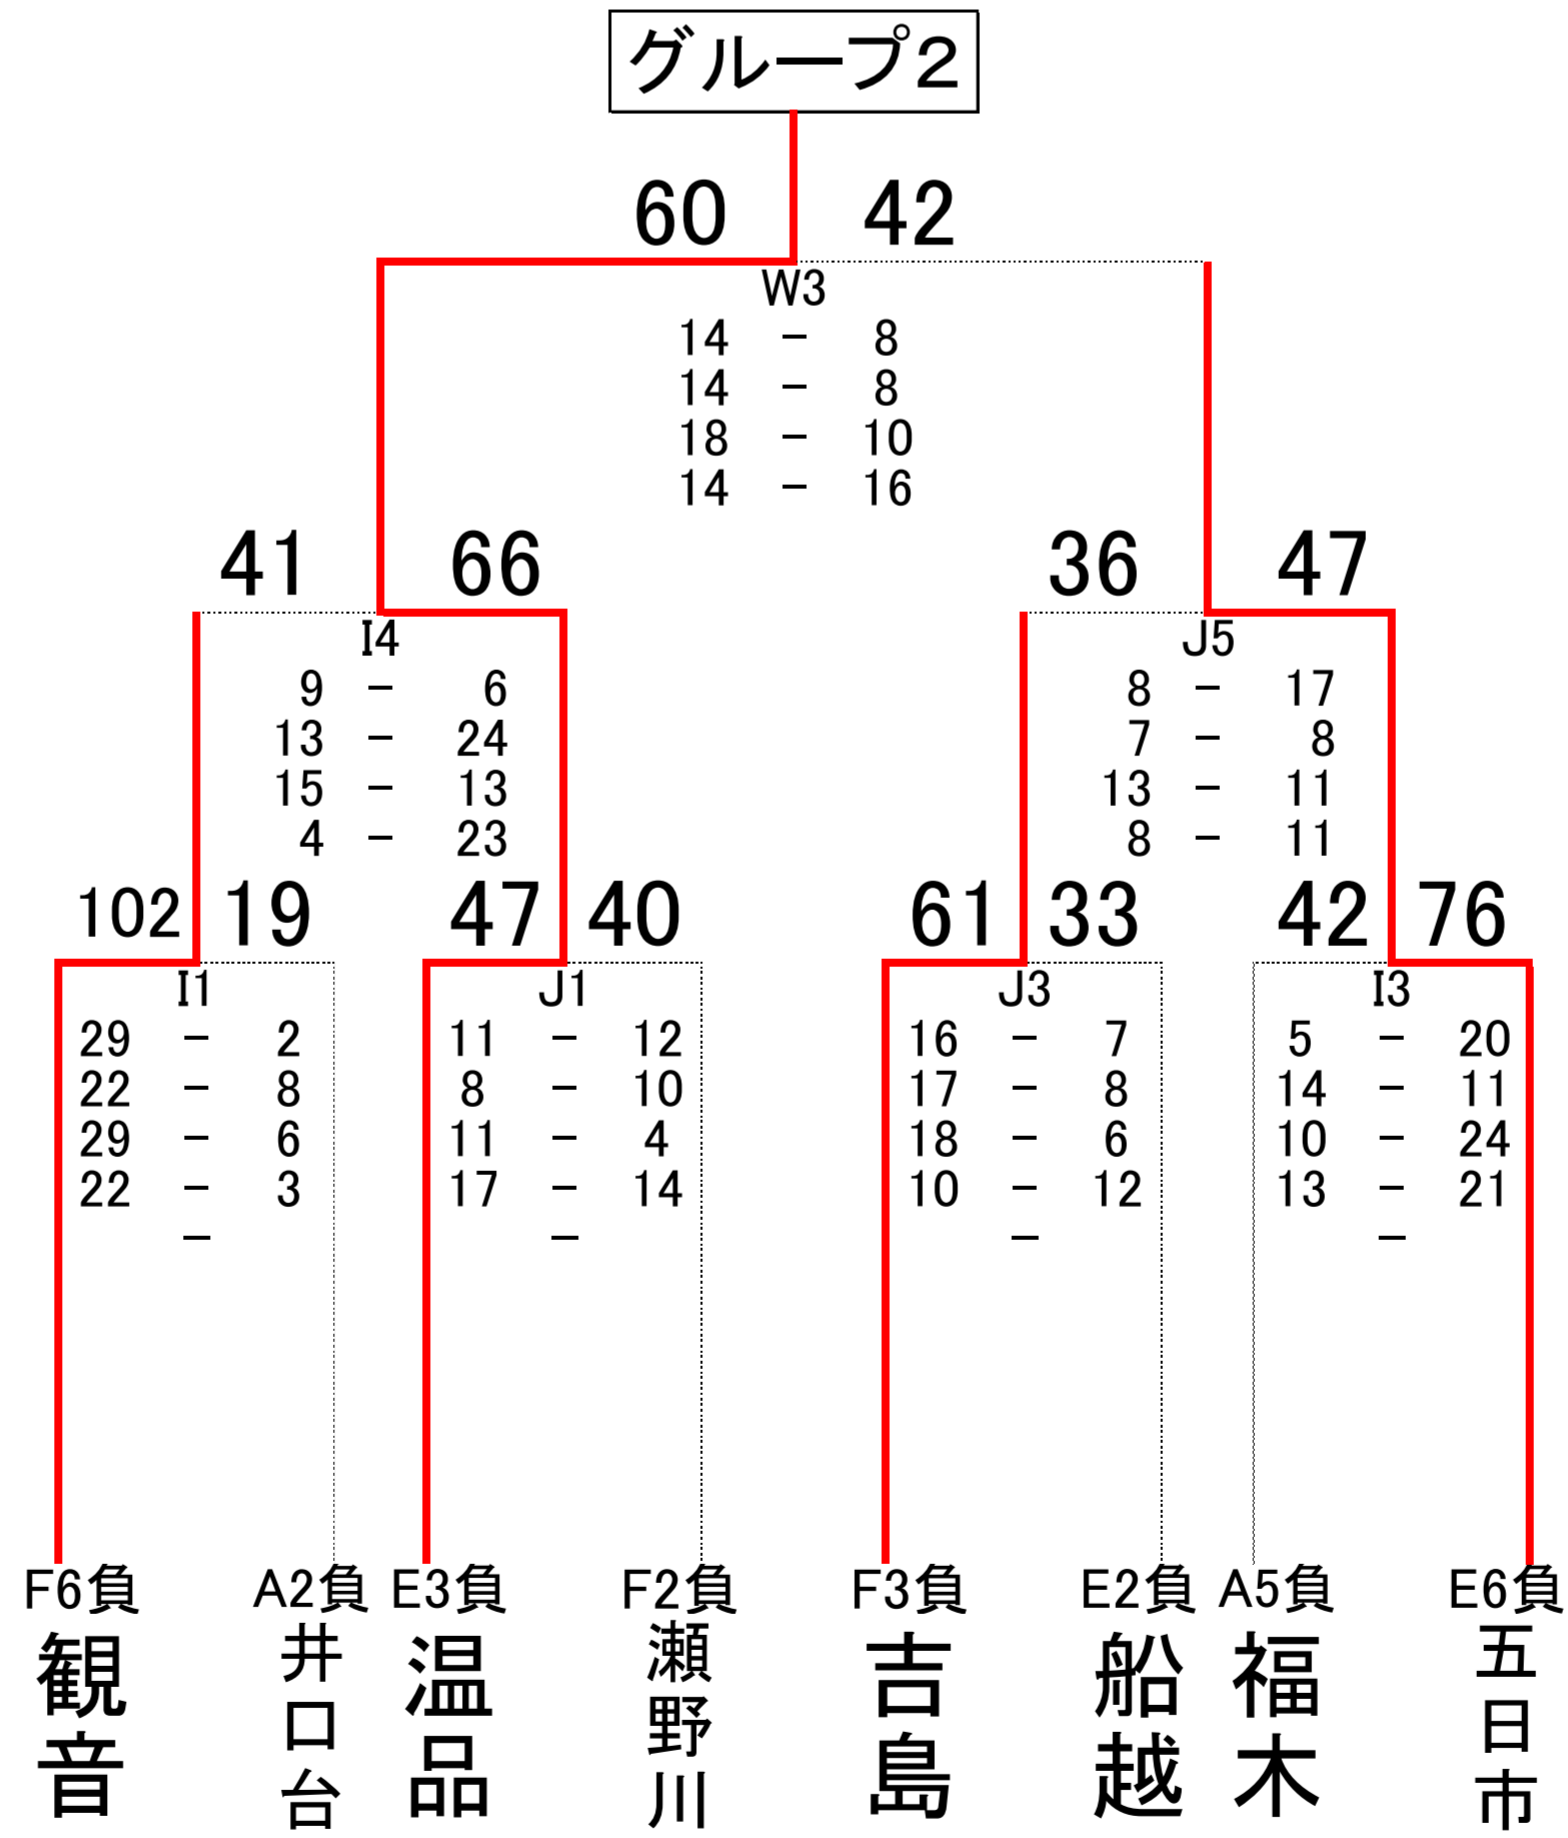 グループ２
60 42
W3
14 － 8
14 － 8
18 － 10
14 － 16
41 66 36 47
I4 J5
9 － 6 8 － 17
13 － 24 7 － 8
15 － 13 13 － 11
4 － 23 8 － 11
102 19 47 40 61 33 42 76
I1 J1 J3 I3
29 － 2 11 － 12 16 － 7 5 － 20
22 － 8 8 － 10 17 － 8 14 － 11
29 － 6 11 － 4 18 － 6 10 － 24
22 － 3 17 － 14 10 － 12 13 － 21
－ － － －
F6負 A2負 E3負 F2負 F3負 E2負 A5負 E6負
観音
井口台
温品
瀬野川
吉島
船越
福木
五日市